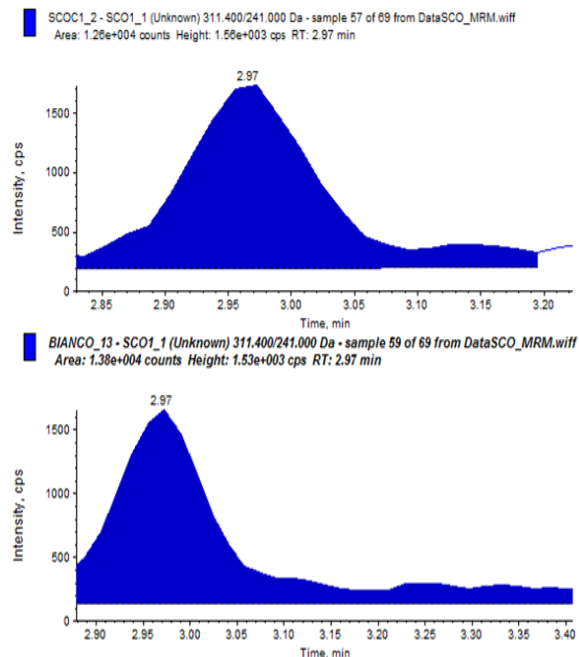 SCOC1_2 - SCO1_1 (Unknown) 311.400/241.000 Da - sample 57 of 69 from DataSCO_MRM.wiff
Area: 1.26e+004 counts Height: 1.56e+003 cps RT: 2.97 min
2.97
Intensity, cps
1500
1000
500
0
2.85 2.90 2.95 3.00 3.05 3.10 3.15 3.20
Time, min
BIANCO_13 - SCO1_1 (Unknown) 311.400/241.000 Da - sample 59 of 69 from DataSCO_MRM.wiff
Area: 1.38e+004 counts Height: 1.53e+003 cps RT: 2.97 min
2.97
Intensity, cps
1500
1000
500
0
2.90 2.95 3.00 3.05 3.10 3.15 3.20 3.25 3.30 3.35 3.40
Time, min